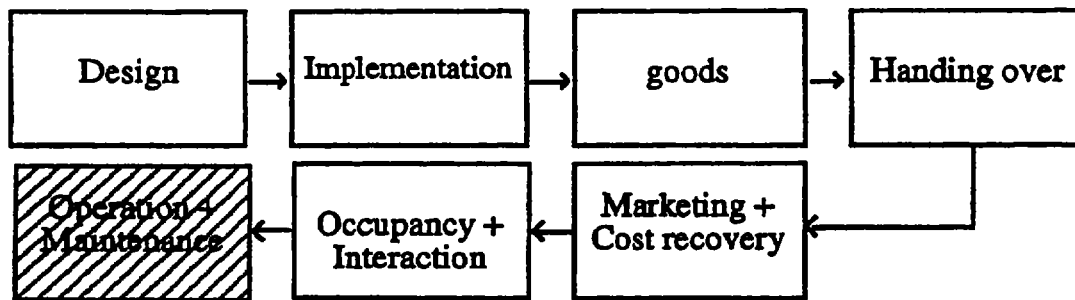 Design
Implementation
goods
Handing over
Operation +
Maintenance
Occupancy +
Interaction
Marketing +
Cost recovery